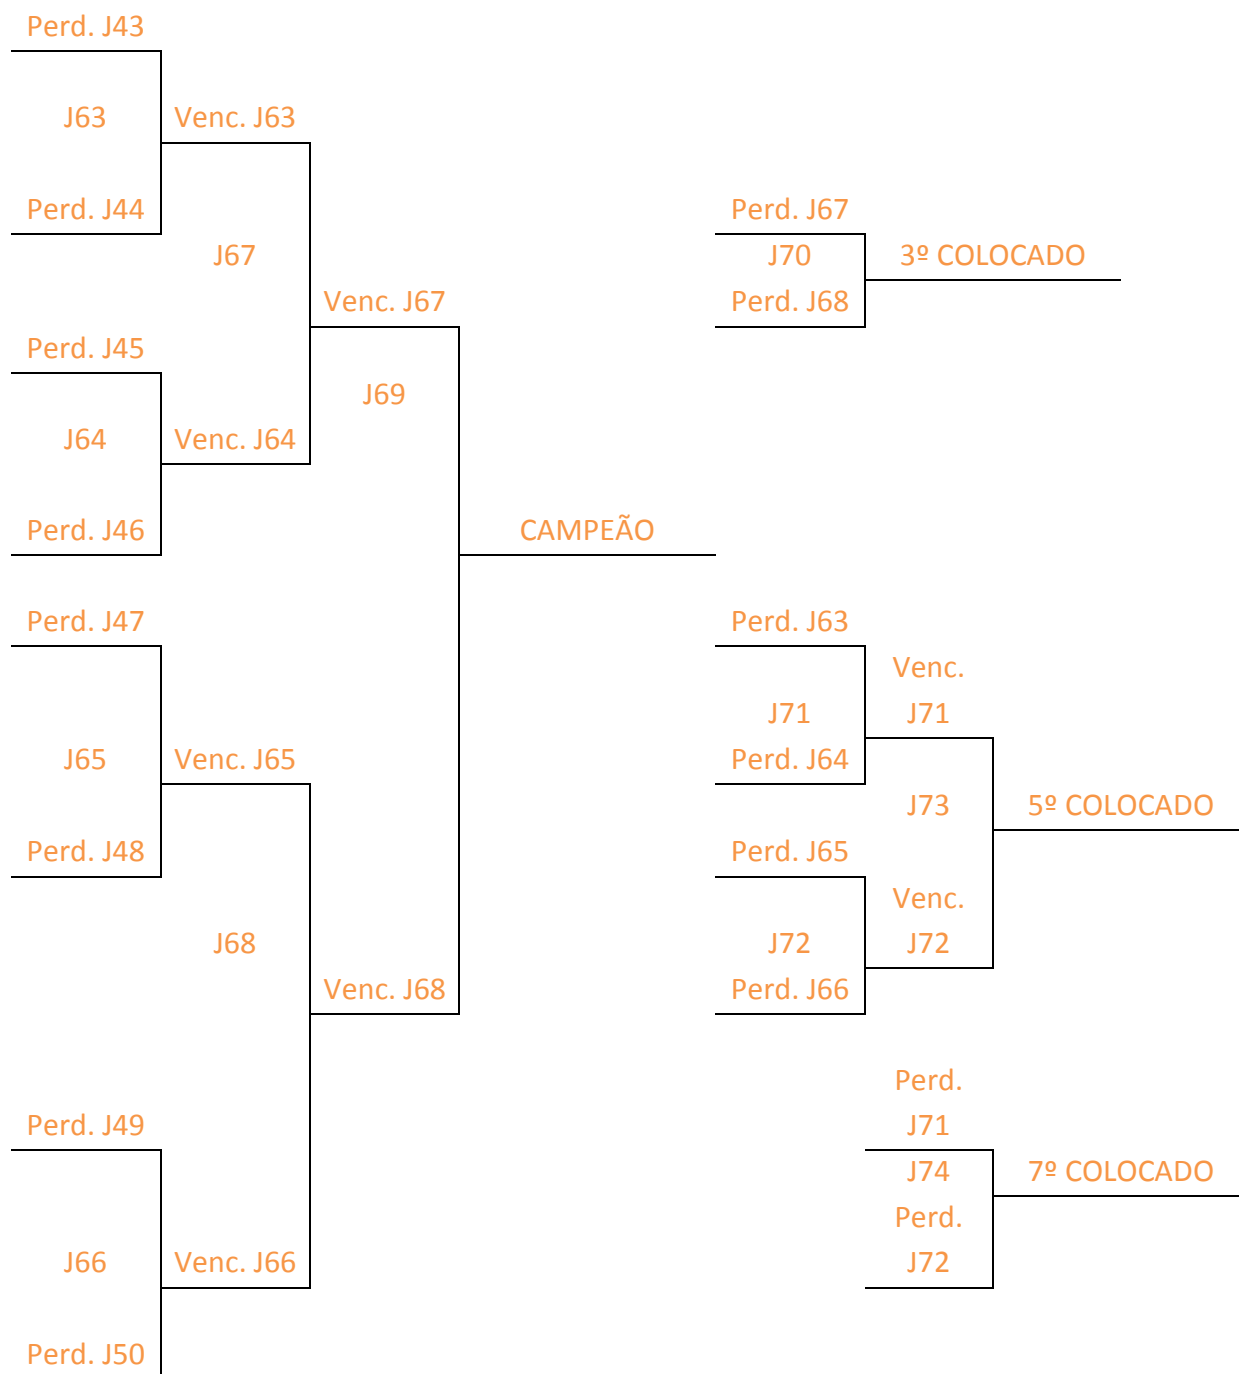 Perd. J43
J63
Venc. J63
Perd. J44
Perd. J67
J67
J70
3º COLOCADO
Venc. J67
Perd. J68
Perd. J45
J69
J64
Venc. J64
Perd. J46
CAMPEÃO
Perd. J47
Perd. J63
Venc.
J71
J71
J65
Venc. J65
Perd. J64
J73
5º COLOCADO
Perd. J48
Perd. J65
Venc.
J68
J72
J72
Venc. J68
Perd. J66
Perd.
Perd. J49
J71
J74
7º COLOCADO
Perd.
J66
Venc. J66
J72
Perd. J50